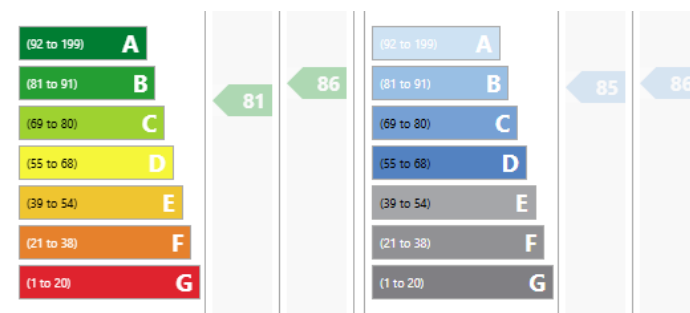 (92 to 199) A
(81 to 91) B
(69 to 80) C
(55 to 68) D
(39 to 54) E
(21 to 38) F
(1 to 20) G
81
86
(92 to 199) A
(81 to 91) B
(69 to 80) C
(55 to 68) D
(39 to 54) E
(21 to 38) F
(1 to 20) G
85
86